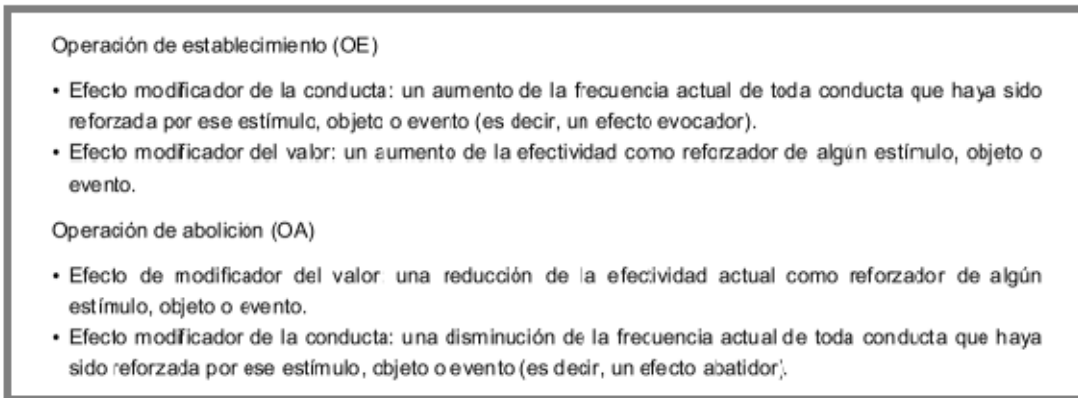 Operación de establecimiento (OE)
• Efecto modificador de la conducta: un aumento de la frecuencia actual de toda conducta que haya sido
reforzada por ese estímulo, objeto o evento (es decir, un efecto evocador).
• Efecto modificador del valor: un aumento de la efectividad como reforzador de algún estímulo, objeto o
evento.
Operación de abolición (OA)
• Efecto de modificador del valor: una reducción de la efectividad actual como reforzador de algún
estímulo, objeto o evento.
• Efecto modificador de la conducta: una disminución de la frecuencia actual de toda conducta que haya
sido reforzada por ese estímulo, objeto o evento (es decir, un efecto abatidor).